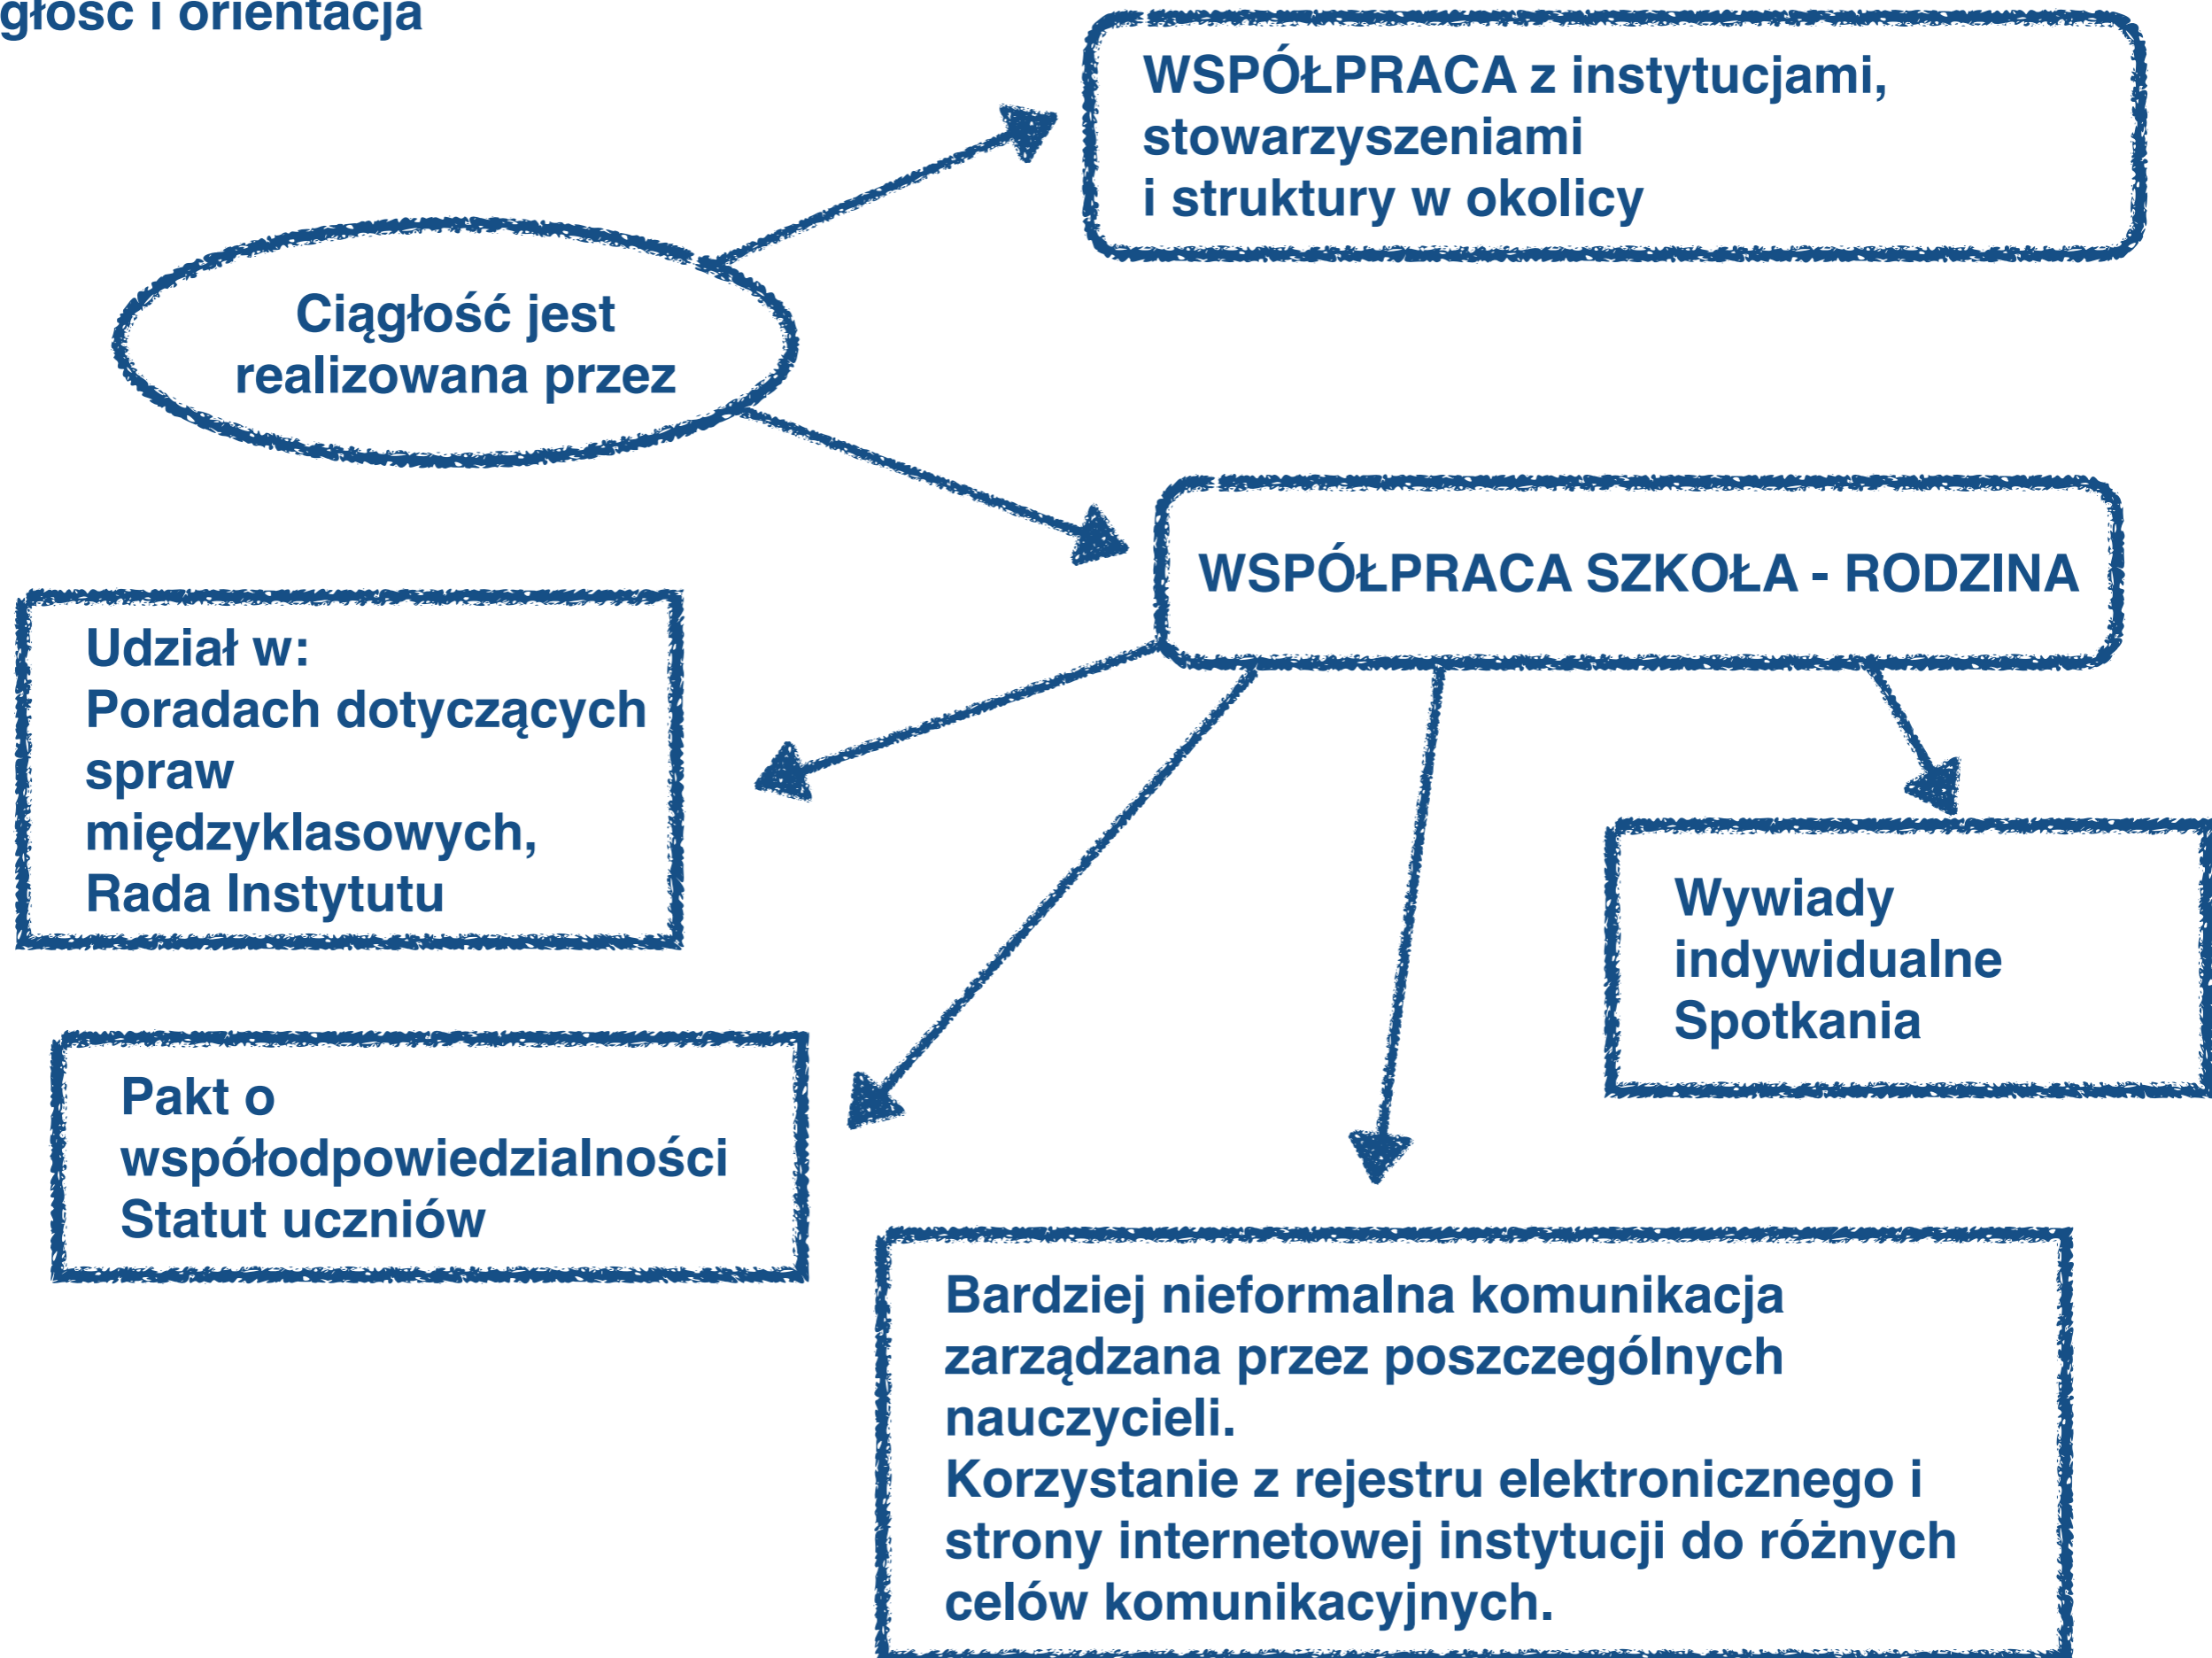 głość i orientacja
WSPÓŁPRACA z instytucjami,
stowarzyszeniami
i struktury w okolicy
Ciągłość jest
realizowana przez
WSPÓŁPRACA SZKOŁA - RODZINA
Udział w:
Poradach dotyczących
spraw
międzyklasowych,
Rada Instytutu
Wywiady
indywidualne
Spotkania
Pakt o
współodpowiedzialności
Statut uczniów
Bardziej nieformalna komunikacja
zarządzana przez poszczególnych
nauczycieli.
Korzystanie z rejestru elektronicznego i
strony internetowej instytucji do różnych
celów komunikacyjnych.